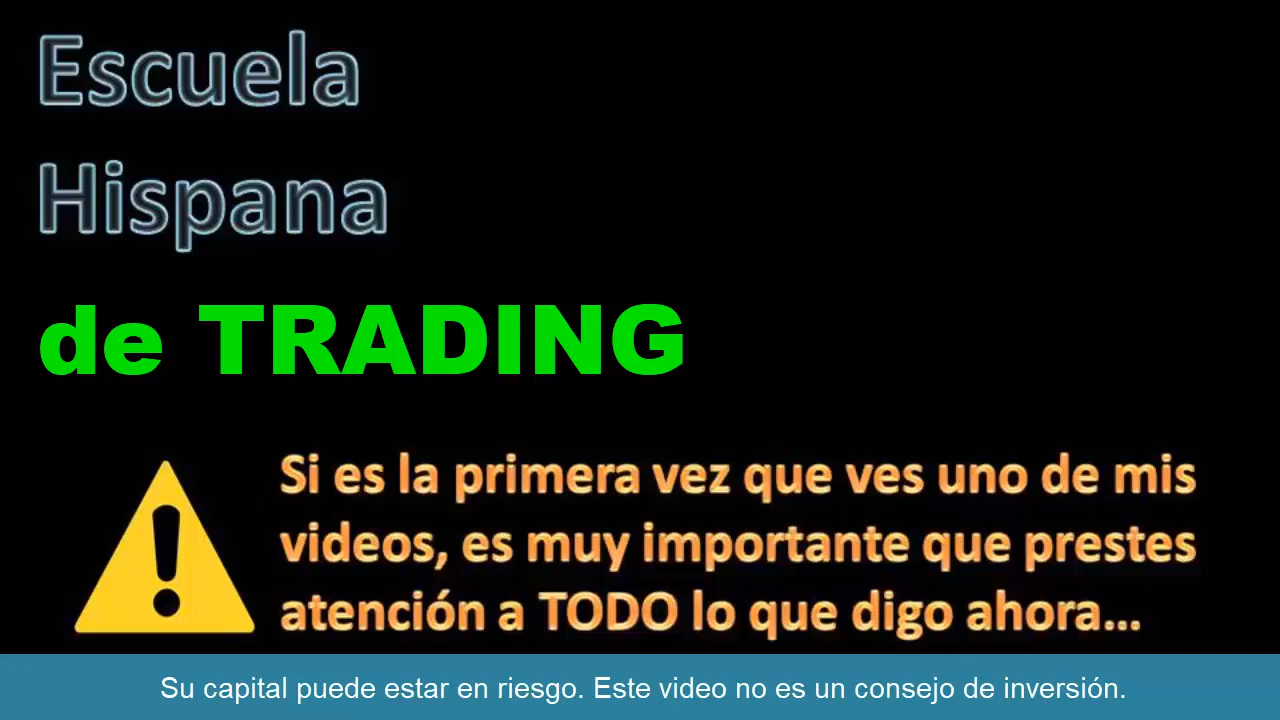 Escuela
Hispana
de TRADING
Si es la primera vez que ves uno de mis
videos, es muy importante que prestes
atención a TODO lo que digo ahora...
Su capital puede estar en riesgo. Este video no es un consejo de inversión.